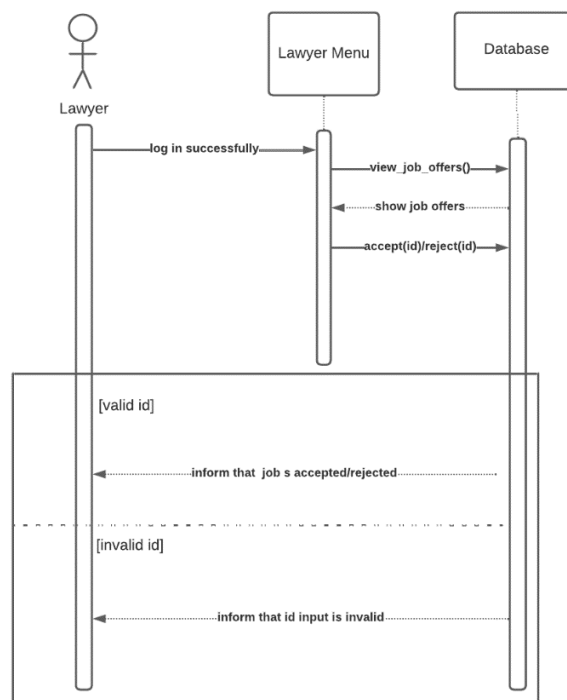 Lawyer Menu
Database
Lawyer
log in successfully
view_job_offers()
show job offers
accept(id)/reject(id)
[valid id]
inform that job s accepted/rejected
[invalid id]
inform that id input is invalid